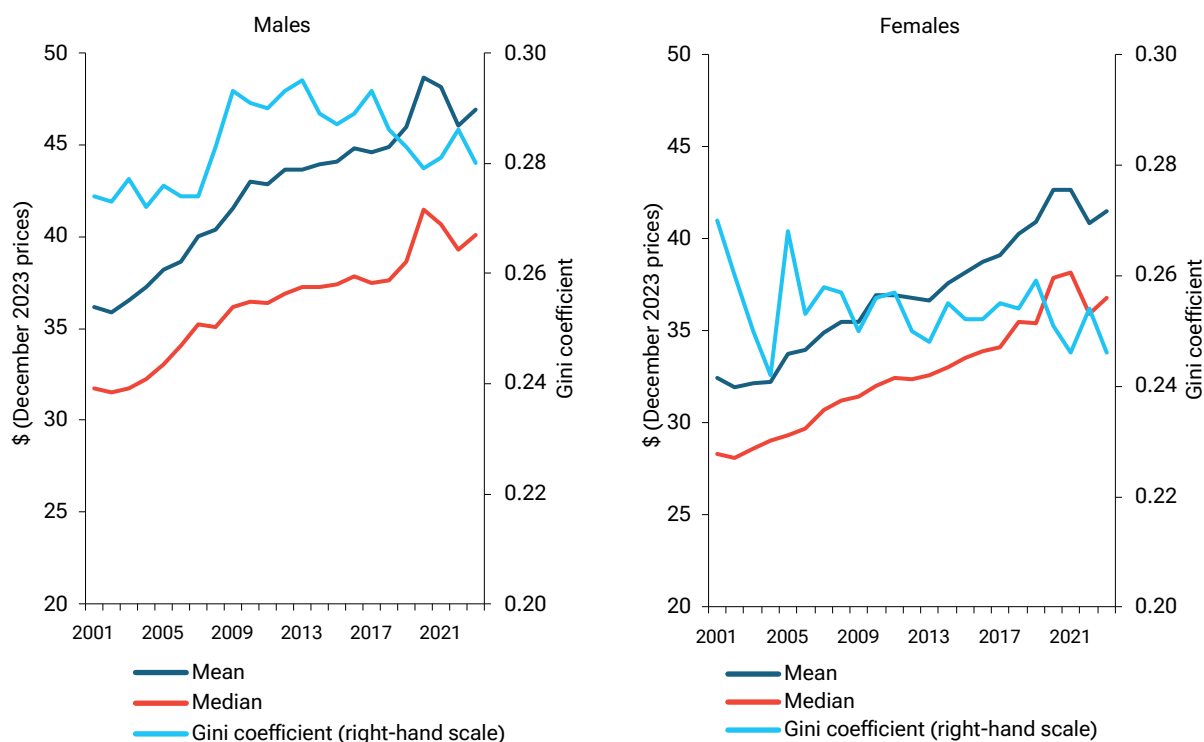 Males
50
45
40
35
30
25
20
$ (December 2023 prices)
0.30
0.28
0.26
0.24
0.22
0.20
Gini coefficient
2001 2005 2009 2013 2017 2021
Mean
Median
Gini coefficient (right-hand scale)
Females
50
45
40
35
30
25
20
$ (December 2023 prices)
0.30
0.28
0.26
0.24
0.22
0.20
Gini coefficient
2001 2005 2009 2013 2017 2021
Mean
Median
Gini coefficient (right-hand scale)